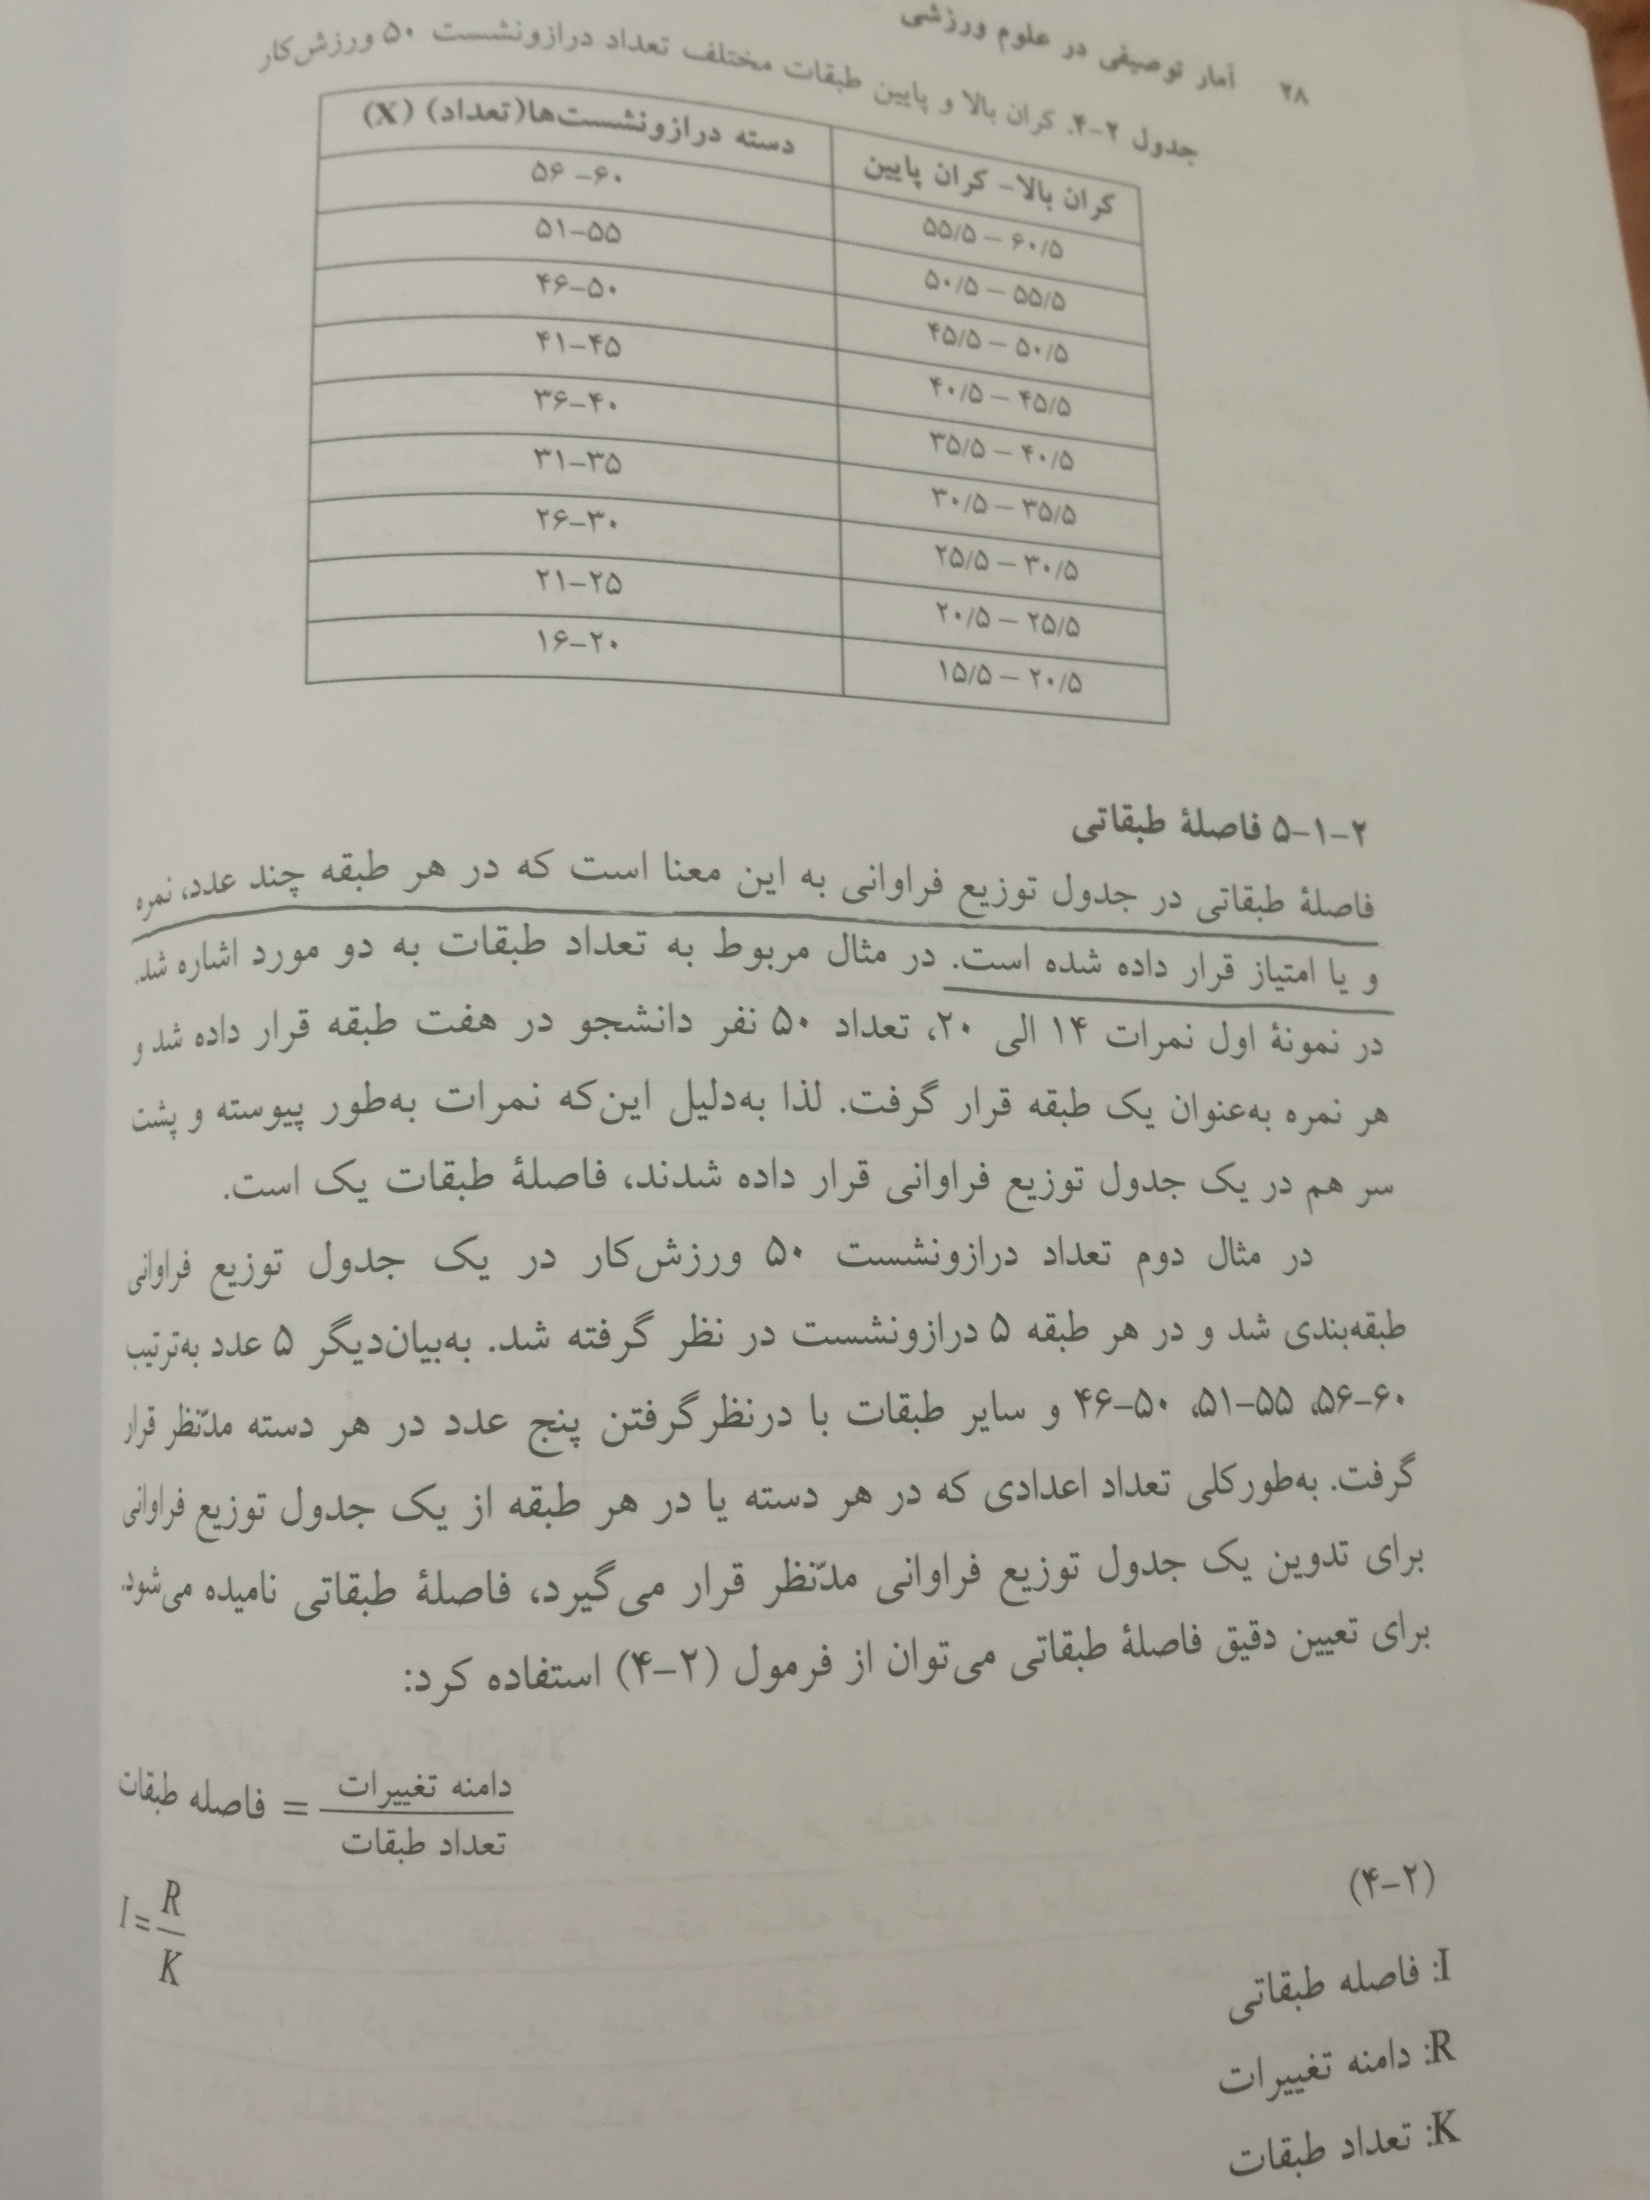 ۲۸ آمار توصیفی در علوم ورزشی
جدول ۲-۴. کران بالا و پایین طبقات مختلف تعداد درازونشست ۵۰ ورزش‌کار
کران بالا- کران پایین دسته درازونشست‌ها(تعداد) (X)
۵۵/۵ – ۶۰/۵ ۵۶–۶۰
۵۰/۵ – ۵۵/۵ ۵۱–۵۵
۴۵/۵ – ۵۰/۵ ۴۶–۵۰
۴۰/۵ – ۴۵/۵ ۴۱–۴۵
۳۵/۵ – ۴۰/۵ ۳۶–۴۰
۳۰/۵ – ۳۵/۵ ۳۱–۳۵
۲۵/۵ – ۳۰/۵ ۲۶–۳۰
۲۰/۵ – ۲۵/۵ ۲۱–۲۵
۱۵/۵ – ۲۰/۵ ۱۶–۲۰
۲-۱-۵ فاصلهٔ طبقاتی
فاصلهٔ طبقاتی در جدول توزیع فراوانی به این معنا است که در هر طبقه چند عدد، نمره
و یا امتیاز قرار داده شده است. در مثال مربوط به تعداد طبقات به دو مورد اشاره شد.
در نمونهٔ اول نمرات ۱۴ الی ۲۰، تعداد ۵۰ نفر دانشجو در هفت طبقه قرار داده شد و
هر نمره به‌عنوان یک طبقه قرار گرفت. لذا به‌دلیل این‌که نمرات به‌طور پیوسته و پشت
سر هم در یک جدول توزیع فراوانی قرار داده شدند، فاصلهٔ طبقات یک است.
در مثال دوم تعداد درازونشست ۵۰ ورزش‌کار در یک جدول توزیع فراوانی
طبقه‌بندی شد و در هر طبقه ۵ درازونشست در نظر گرفته شد. به‌بیان‌دیگر ۵ عدد به‌ترتیب
۵۶–۶۰، ۵۱–۵۵، ۴۶–۵۰ و سایر طبقات با درنظرگرفتن پنج عدد در هر دسته مدّنظر قرار
گرفت. به‌طورکلی تعداد اعدادی که در هر دسته یا در هر طبقه از یک جدول توزیع فراوانی
برای تدوین یک جدول توزیع فراوانی مدّنظر قرار می‌گیرد، فاصلهٔ طبقاتی نامیده می‌شود.
برای تعیین دقیق فاصلهٔ طبقاتی می‌توان از فرمول (۲–۴) استفاده کرد:
فاصله طبقات = دامنه تغییرات / تعداد طبقات
(۲–۴) I = R / K
I: فاصله طبقاتی
R: دامنه تغییرات
K: تعداد طبقات